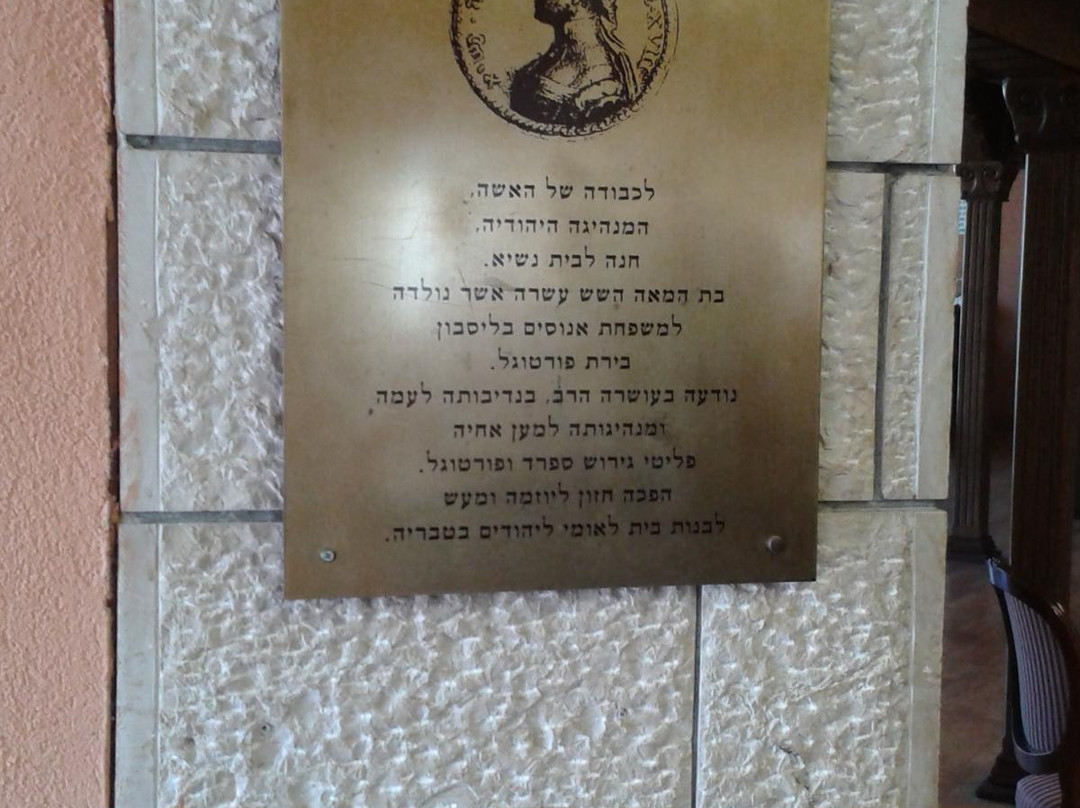 לכבודה של האשה,
המנהיגה היהודיה,
חנה לבית נשיא.
בת המאה השש עשרה אשר נולדה
למשפחת אנוסים בליסבון
בירת פורטוגל.
נודעה בעושרה הרב, בנדיבותה לעמה
ומנהיגותה למען אחיה
פליטי גירוש ספרד ופורטוגל.
הפכה חזון ליוזמה ומעש
לבנות בית לאומי ליהודים בטבריה.